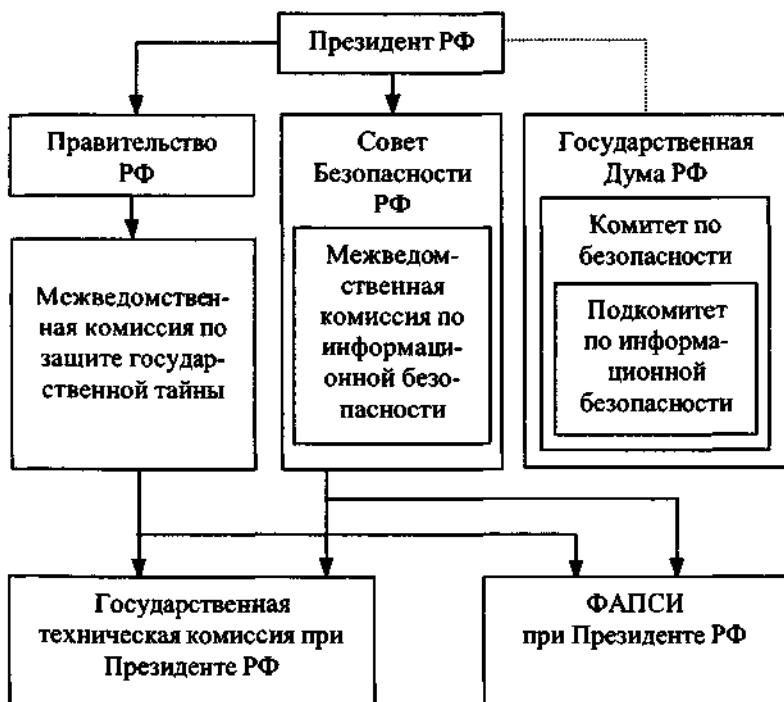 Президент РФ
Правительство
РФ
Межведомствен-
ная комиссия по
защите государ-
ственной тайны
Совет
Безопасности
РФ
Межведом-
ственная
комиссия по
информаци-
онной безо-
пасности
Государственная
Дума РФ
Комитет по
безопасности
Подкомитет
по информа-
ционной
безопасности
Государственная
техническая комиссия при
Президенте РФ
ФАПСИ
при Президенте РФ